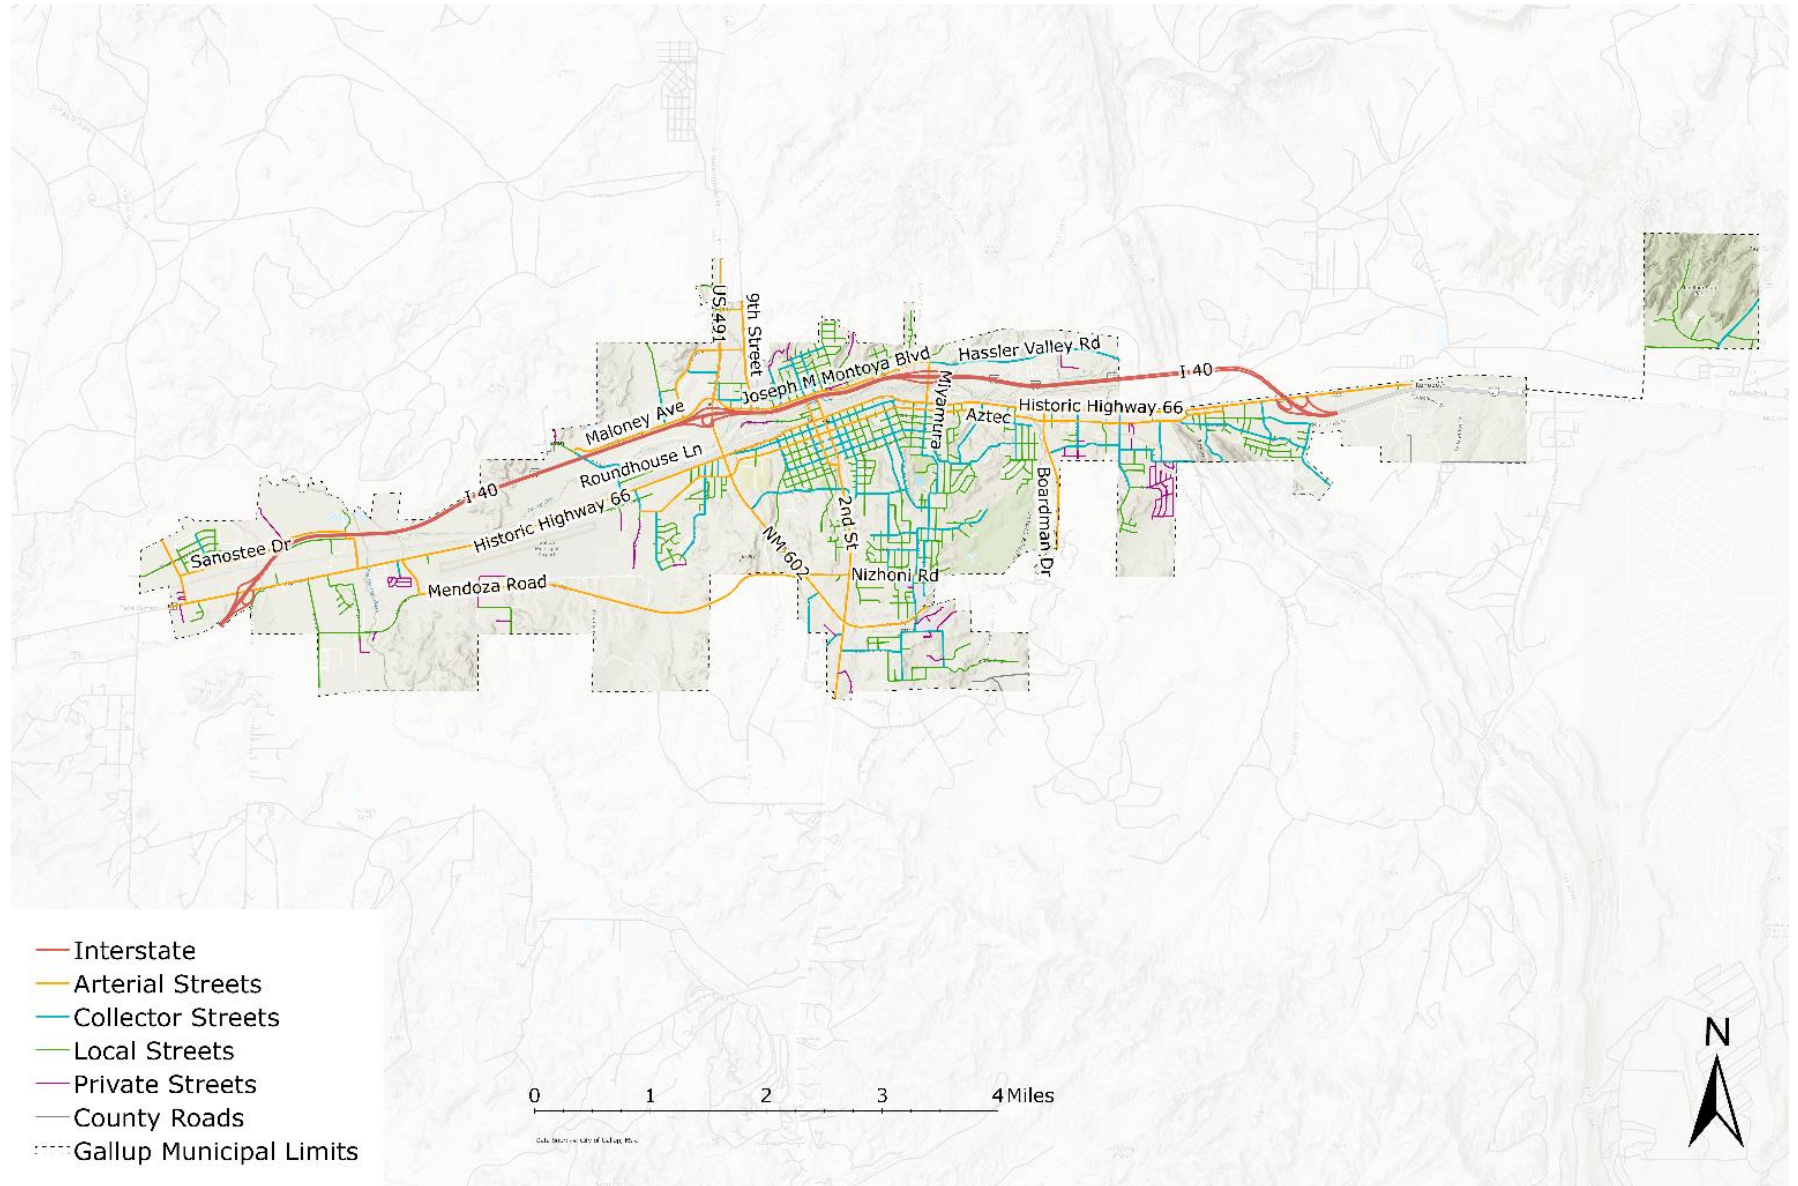 US 491
9th Street
Hassler Valley Rd
Joseph M Montoya Blvd
I 40
Miyamura
Maloney Ave
Historic Highway 66
Aztec
Roundhouse Ln
I 40
Boardman Dr
Historic Highway 66
2nd St
NM 602
Sanostee Dr
Nizhoni Rd
Mendoza Road
Interstate
Arterial Streets
Collector Streets
Local Streets
Private Streets
County Roads
Gallup Municipal Limits
0 1 2 3 4 Miles
N